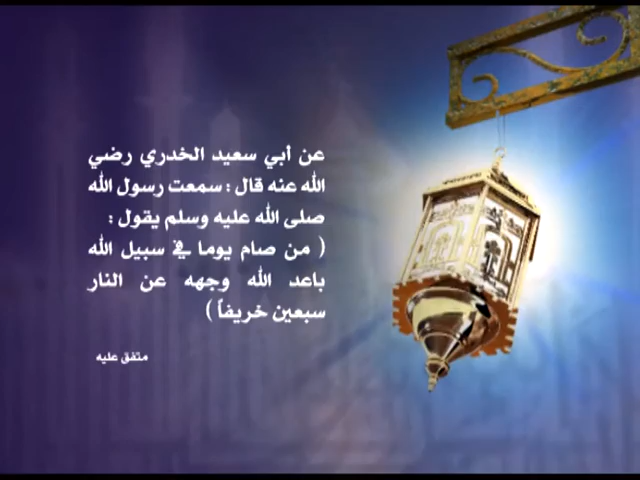 عن أبي سعيد الخدري رضي
الله عنه قال : سمعت رسول الله
صلى الله عليه وسلم يقول :
( من صام يوما في سبيل الله
باعد الله وجهه عن النار
سبعين خريفاً )
متفق عليه